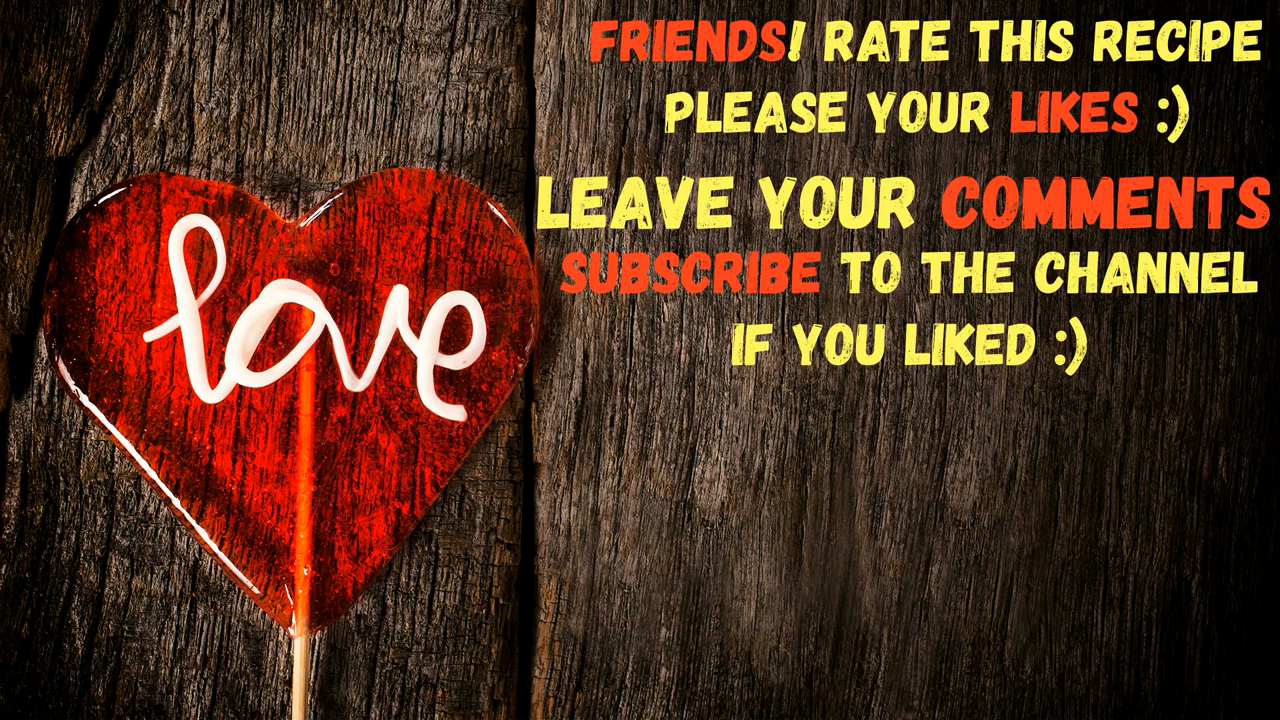 FRIENDS! RATE THIS RECIPE
PLEASE YOUR LIKES :)
LEAVE YOUR COMMENTS
SUBSCRIBE TO THE CHANNEL
IF YOU LIKED :)
love